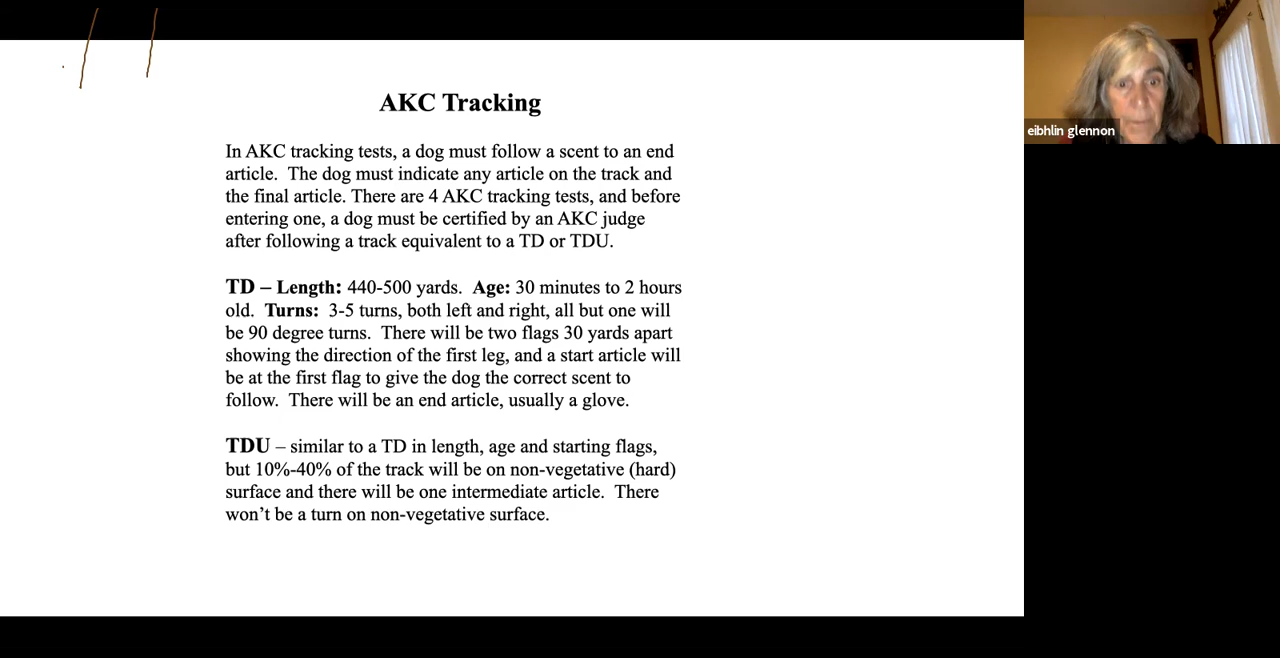 AKC Tracking
In AKC tracking tests, a dog must follow a scent to an end
article.  The dog must indicate any article on the track and
the final article. There are 4 AKC tracking tests, and before
entering one, a dog must be certified by an AKC judge
after following a track equivalent to a TD or TDU.
TD – Length: 440-500 yards.  Age: 30 minutes to 2 hours
old.  Turns:  3-5 turns, both left and right, all but one will
be 90 degree turns.  There will be two flags 30 yards apart
showing the direction of the first leg, and a start article will
be at the first flag to give the dog the correct scent to
follow.  There will be an end article, usually a glove.
TDU – similar to a TD in length, age and starting flags,
but 10%-40% of the track will be on non-vegetative (hard)
surface and there will be one intermediate article.  There
won’t be a turn on non-vegetative surface.
eibhlin glennon